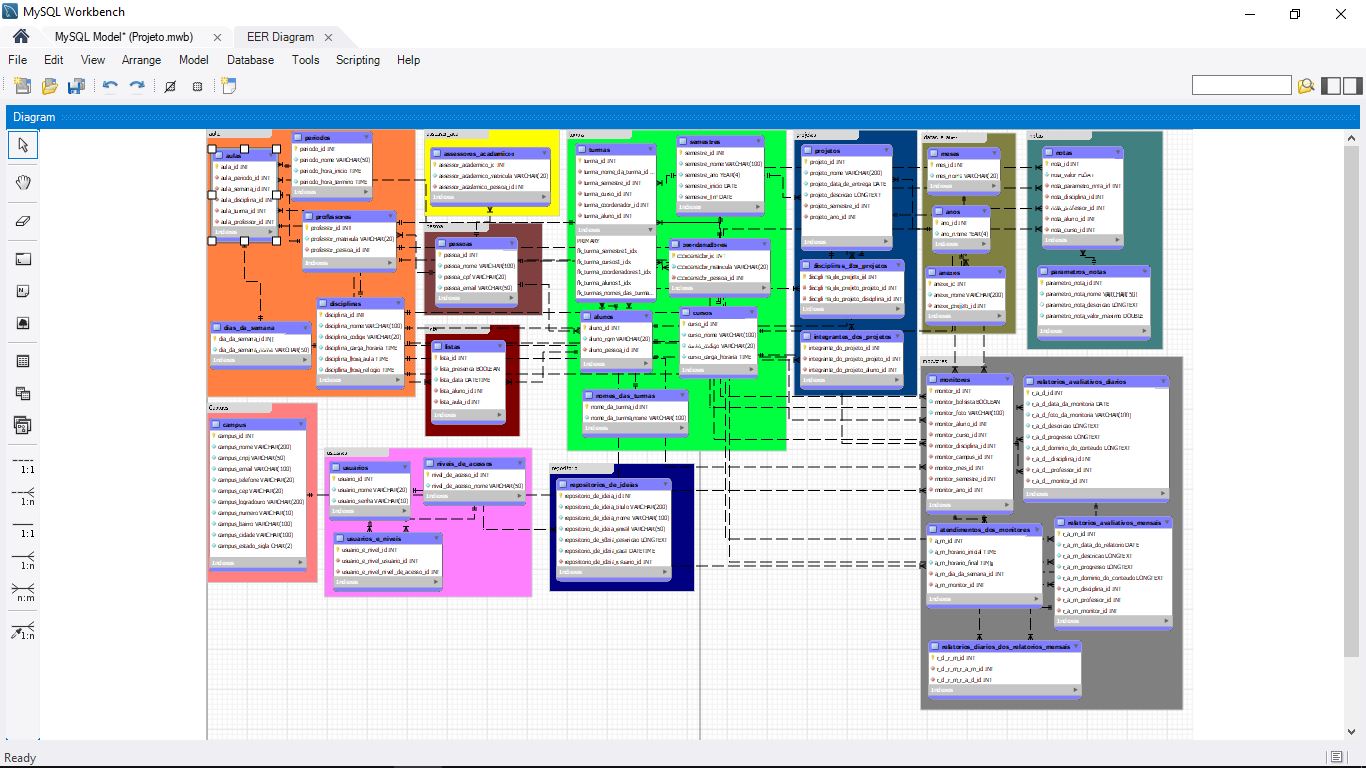 MySQL Workbench
MySQL Model* (Projeto.mwb)
EER Diagram
File Edit View Arrange Model Database Tools Scripting Help
Diagram
1:1
1:n
1:1
1:n
n:m
1:n
aulas
aula_id INT
aula_periodo_id INT
aula_semana_id INT
aula_disciplina_id INT
aula_turma_id INT
aula_professor_id INT
Indexes
periodos
periodo_id INT
periodo_nome VARCHAR(50)
periodo_hora_inicio TIME
periodo_hora_termino TIME
Indexes
professores
professor_id INT
professor_matricula VARCHAR(20)
professor_pessoa_id INT
Indexes
disciplinas
disciplina_id INT
disciplina_nome VARCHAR(100)
disciplina_codigo VARCHAR(20)
disciplina_carga_horaria TIME
disciplina_hora_aula TIME
disciplina_hora_relogio TIME
Indexes
dias_da_semana
dia_da_semana_id INT
dia_da_semana_nome VARCHAR(50)
Indexes
assessores_academicos
assessor_academico_id INT
assessor_academico_matricula VARCHAR(20)
assessor_academico_pessoa_id INT
Indexes
pessoas
pessoa_id INT
pessoa_nome VARCHAR(100)
pessoa_cpf VARCHAR(20)
pessoa_email VARCHAR(50)
Indexes
listas
lista_id INT
lista_presenca BOOLEAN
lista_data DATETIME
lista_aluno_id INT
lista_aula_id INT
Indexes
turmas
turma_id INT
turma_nome_da_turma_id ...
turma_semestre_id INT
turma_curso_id INT
turma_coordenador_id INT
turma_aluno_id INT
Indexes
PRIMARY
fk_turma_semestre1_idx
fk_turma_cursos1_idx
fk_turma_coordenadores1_idx
fk_turma_alunos1_idx
fk_turmas_nomes_das_turma...
semestres
semestre_id INT
semestre_nome VARCHAR(100)
semestre_ano YEAR(4)
semestre_inicio DATE
semestre_fim DATE
Indexes
coordenadores
coordenador_id INT
coordenador_matricula VARCHAR(20)
coordenador_pessoa_id INT
Indexes
alunos
aluno_id INT
aluno_rgm VARCHAR(20)
aluno_pessoa_id INT
Indexes
cursos
curso_id INT
curso_nome VARCHAR(100)
curso_codigo VARCHAR(20)
curso_carga_horaria TIME
Indexes
nomes_das_turmas
nome_da_turma_id INT
nome_da_turma_nome VARCHAR(100)
Indexes
projetos
projeto_id INT
projeto_nome VARCHAR(200)
projeto_data_de_entrega DATE
projeto_descricao LONGTEXT
projeto_semestre_id INT
projeto_ano_id INT
Indexes
disciplinas_dos_projetos
disciplina_do_projeto_id INT
disciplina_do_projeto_projeto_id INT
disciplina_do_projeto_disciplina_id INT
Indexes
integrantes_dos_projetos
integrante_do_projeto_id INT
integrante_do_projeto_projeto_id INT
integrante_do_projeto_aluno_id INT
Indexes
meses
mes_id INT
mes_nome VARCHAR(20)
Indexes
anos
ano_id INT
ano_nome YEAR(4)
Indexes
anexos
anexo_id INT
anexo_nome VARCHAR(200)
anexo_projeto_id INT
Indexes
notas
nota_id INT
nota_valor FLOAT
nota_parametro_nota_id INT
nota_disciplina_id INT
nota_professor_id INT
nota_aluno_id INT
nota_curso_id INT
Indexes
parametros_notas
parametro_nota_id INT
parametro_nota_nome VARCHAR(50)
parametro_nota_descricao LONGTEXT
parametro_nota_valor_maximo DOUBLE
Indexes
Campus
campus
campus_id INT
campus_nome VARCHAR(200)
campus_cnpj VARCHAR(50)
campus_email VARCHAR(100)
campus_telefone VARCHAR(20)
campus_cep VARCHAR(20)
campus_logradouro VARCHAR(200)
campus_numero VARCHAR(10)
campus_bairro VARCHAR(100)
campus_cidade VARCHAR(100)
campus_estado_sigla CHAR(2)
Indexes
usuarios
usuario_id INT
usuario_nome VARCHAR(20)
usuario_senha VARCHAR(10)
Indexes
niveis_de_acessos
nivel_de_acesso_id INT
nivel_de_acesso_nome VARCHAR(50)
Indexes
usuarios_e_niveis
usuario_e_nivel_id INT
usuario_e_nivel_usuario_id INT
usuario_e_nivel_nivel_de_acesso_id INT
Indexes
repositorio
repositorios_de_ideias
repositorio_de_ideia_id INT
repositorio_de_ideia_titulo VARCHAR(200)
repositorio_de_ideia_nome VARCHAR(100)
repositorio_de_ideia_email VARCHAR(50)
repositorio_de_ideia_descricao LONGTEXT
repositorio_de_ideia_data DATETIME
repositorio_de_ideia_usuario_id INT
Indexes
monitores
monitor_id INT
monitor_bolsista BOOLEAN
monitor_foto VARCHAR(100)
monitor_aluno_id INT
monitor_curso_id INT
monitor_disciplina_id INT
monitor_campus_id INT
monitor_mes_id INT
monitor_semestre_id INT
monitor_ano_id INT
Indexes
relatorios_avaliativos_diarios
r_a_d_id INT
r_a_d_data_da_monitoria DATE
r_a_d_foto_da_monitoria VARCHAR(100)
r_a_d_descricao LONGTEXT
r_a_d_progresso LONGTEXT
r_a_d_dominio_do_conteudo LONGTEXT
r_a_d_disciplina_id INT
r_a_d_professor_id INT
r_a_d_monitor_id INT
Indexes
atendimentos_dos_monitores
a_m_id INT
a_m_horario_inicial TIME
a_m_horario_final TIME
a_m_dia_da_semana_id INT
a_m_monitor_id INT
Indexes
relatorios_avaliativos_mensais
r_a_m_id INT
r_a_m_data_do_relatorio DATE
r_a_m_descricao LONGTEXT
r_a_m_progresso LONGTEXT
r_a_m_dominio_do_conteudo LONGTEXT
r_a_m_disciplina_id INT
r_a_m_professor_id INT
r_a_m_monitor_id INT
Indexes
relatorios_diarios_dos_relatorios_mensais
r_d_r_m_id INT
r_d_r_m_r_a_m_id INT
r_d_r_m_r_a_d_id INT
Indexes
Ready